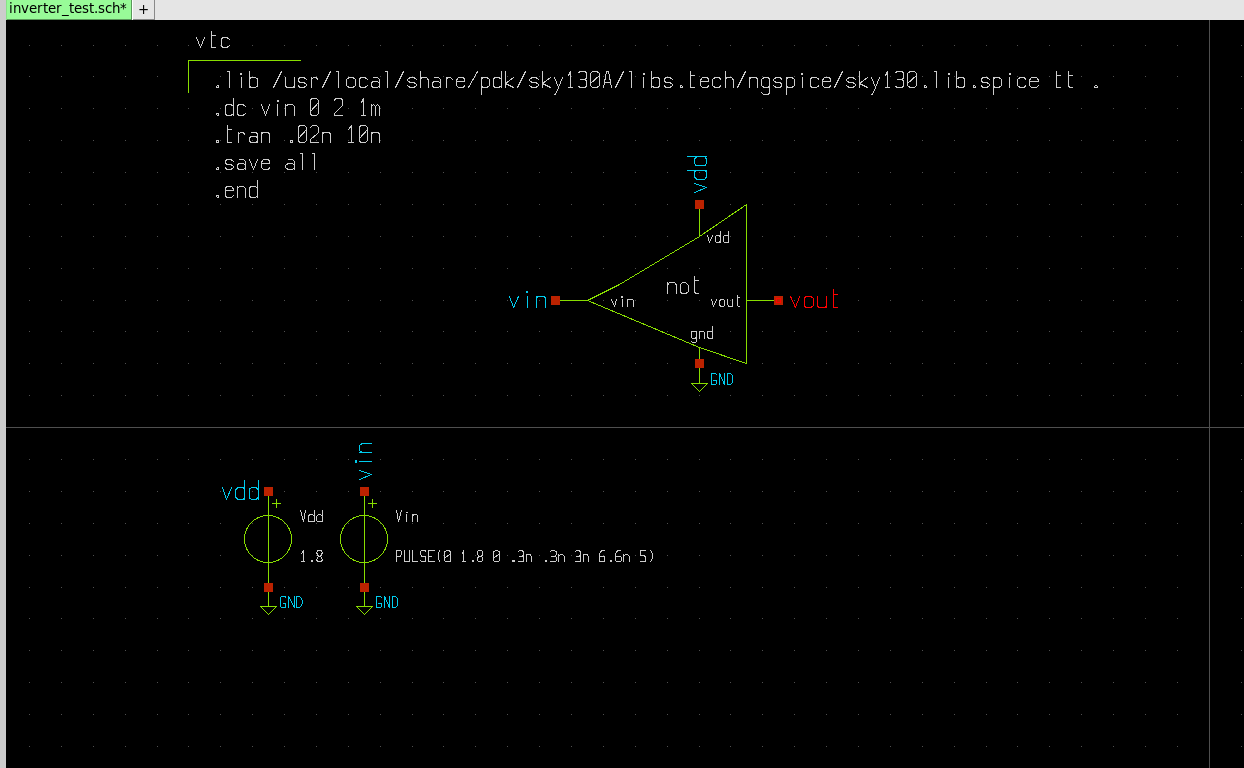 inverter_test.sch* +
vtc
.lib /usr/local/share/pdk/sky130A/libs.tech/ngspice/sky130.lib.spice tt .
.dc vin 0 2 1m
.tran .02n 10n
.save all
.end
vdd
vdd
not
vin
vin
vout
vout
gnd
GND
vin
vdd
+
+
Vdd
Vin
1.8
PULSE(0 1.8 0 .3n .3n 3n 6.6n 5)
GND
GND